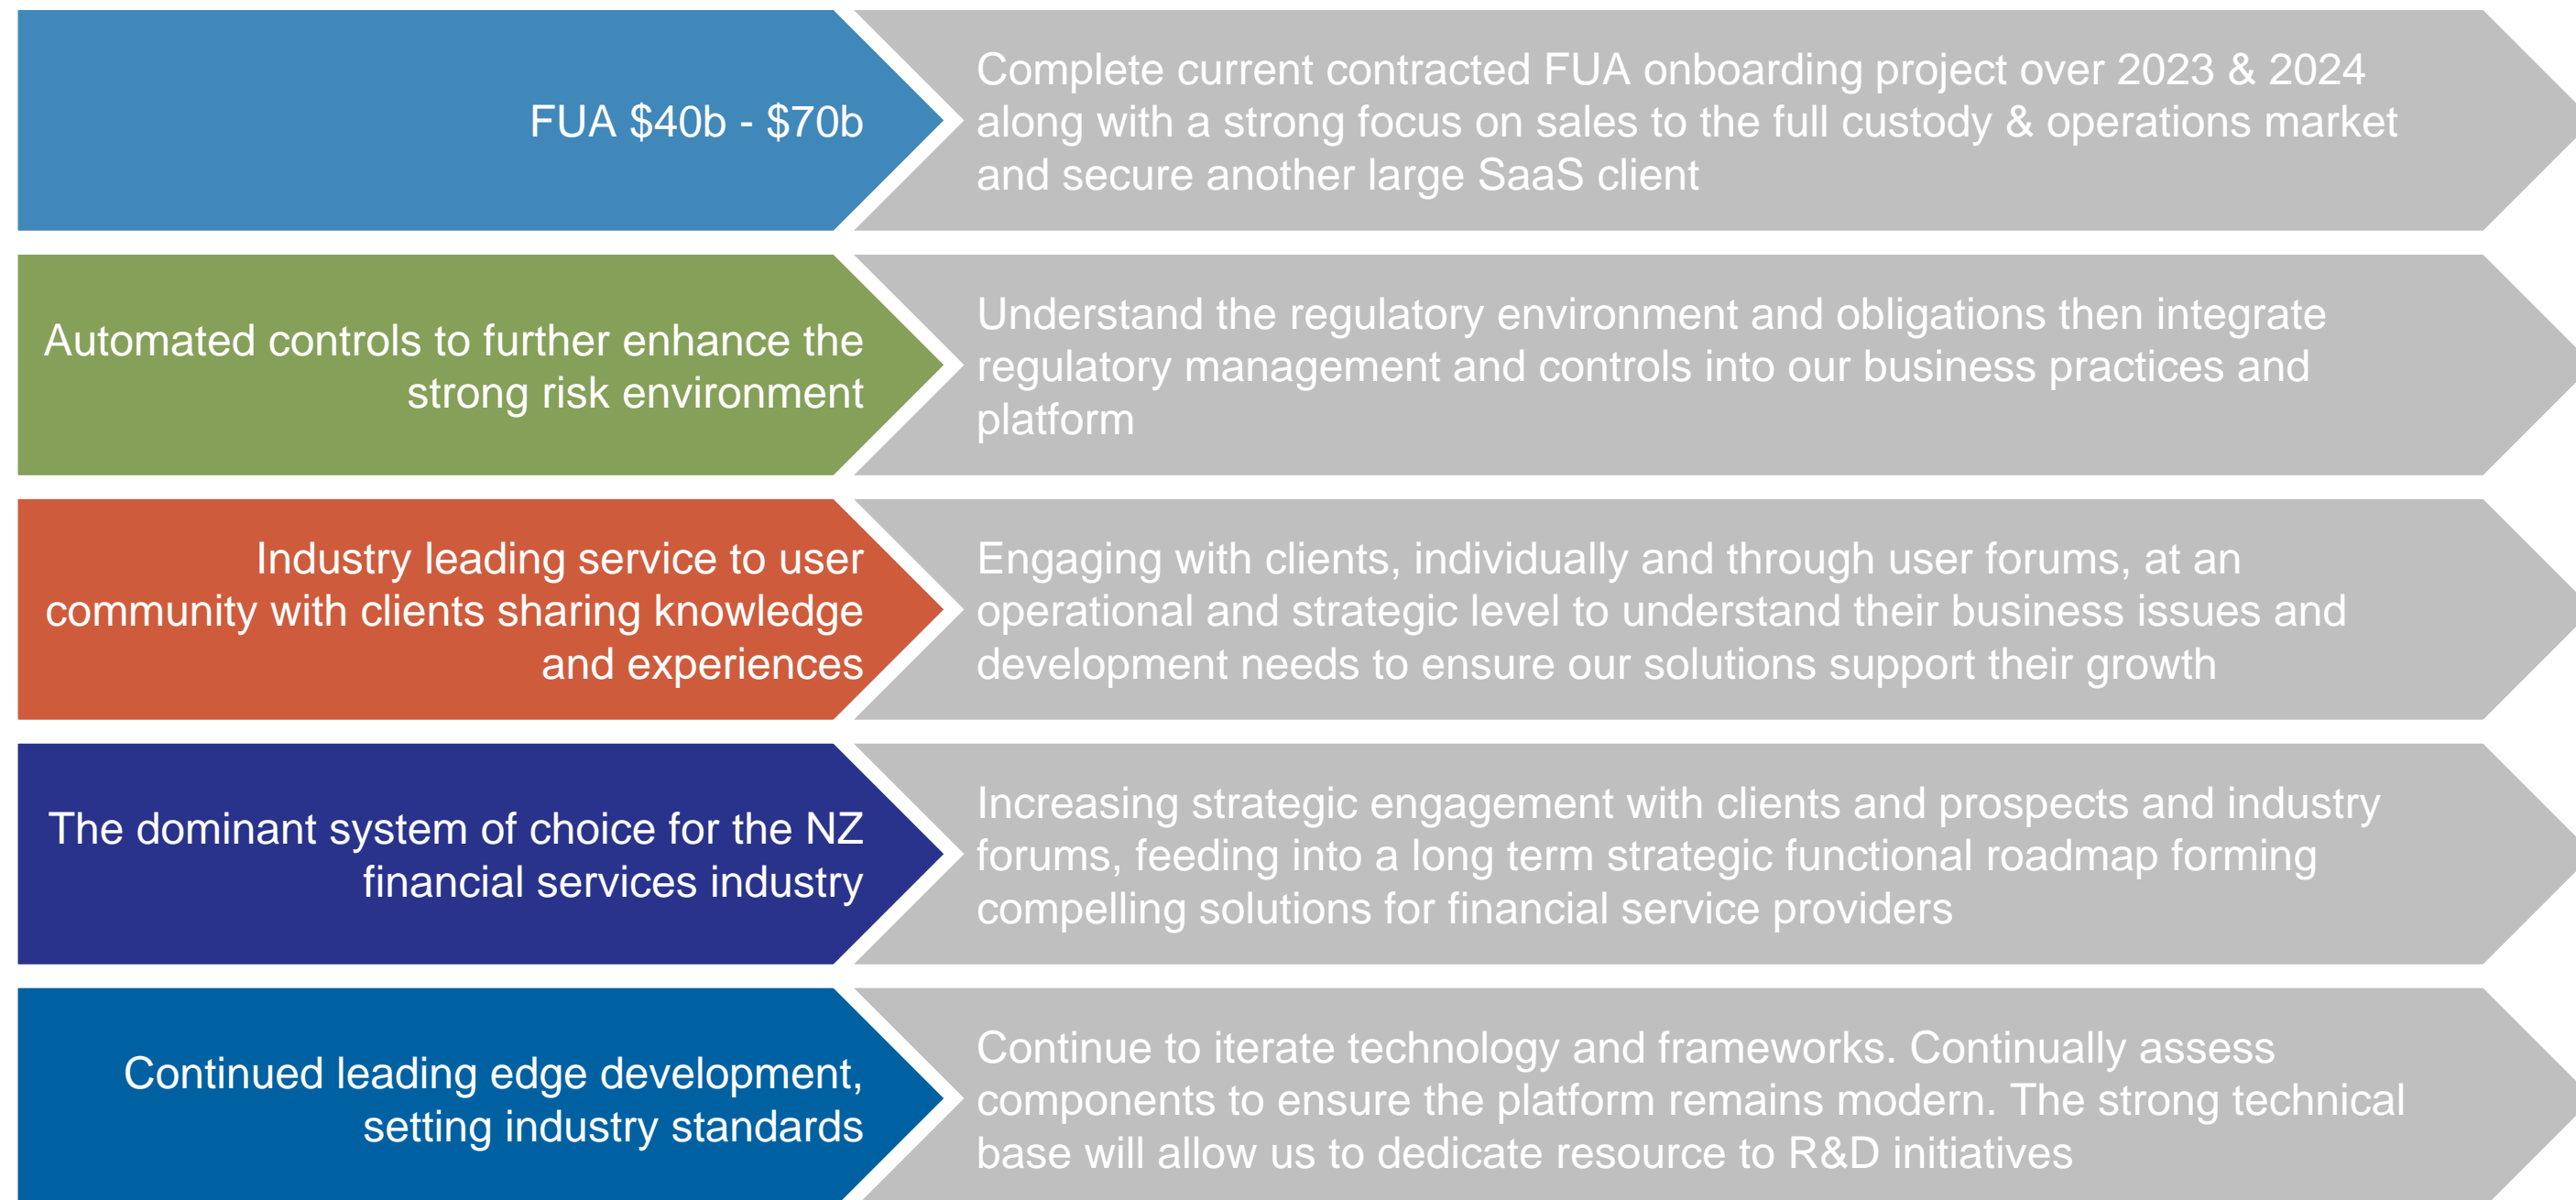 FUA $40b - $70b
Complete current contracted FUA onboarding project over 2023 & 2024
along with a strong focus on sales to the full custody & operations market
and secure another large SaaS client
Automated controls to further enhance the
strong risk environment
Understand the regulatory environment and obligations then integrate
regulatory management and controls into our business practices and
platform
Industry leading service to user
community with clients sharing knowledge
and experiences
Engaging with clients, individually and through user forums, at an
operational and strategic level to understand their business issues and
development needs to ensure our solutions support their growth
The dominant system of choice for the NZ
financial services industry
Increasing strategic engagement with clients and prospects and industry
forums, feeding into a long term strategic functional roadmap forming
compelling solutions for financial service providers
Continued leading edge development,
setting industry standards
Continue to iterate technology and frameworks. Continually assess
components to ensure the platform remains modern. The strong technical
base will allow us to dedicate resource to R&D initiatives